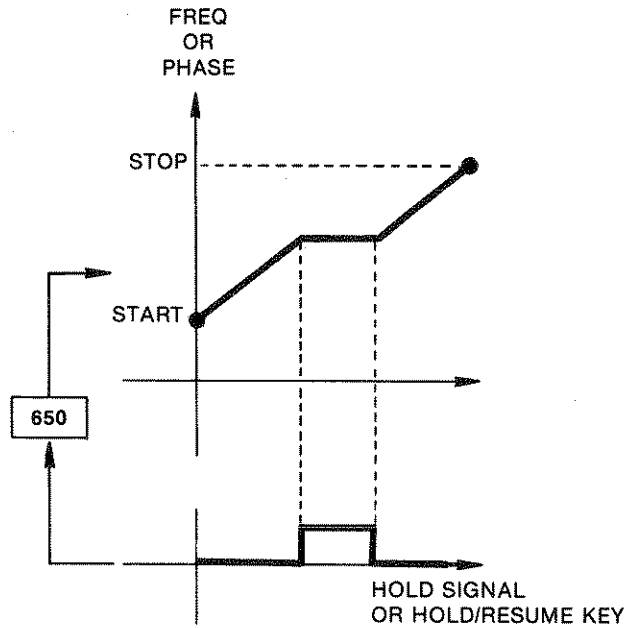 FREQ
OR
PHASE
STOP
START
650
HOLD SIGNAL
OR HOLD/RESUME KEY